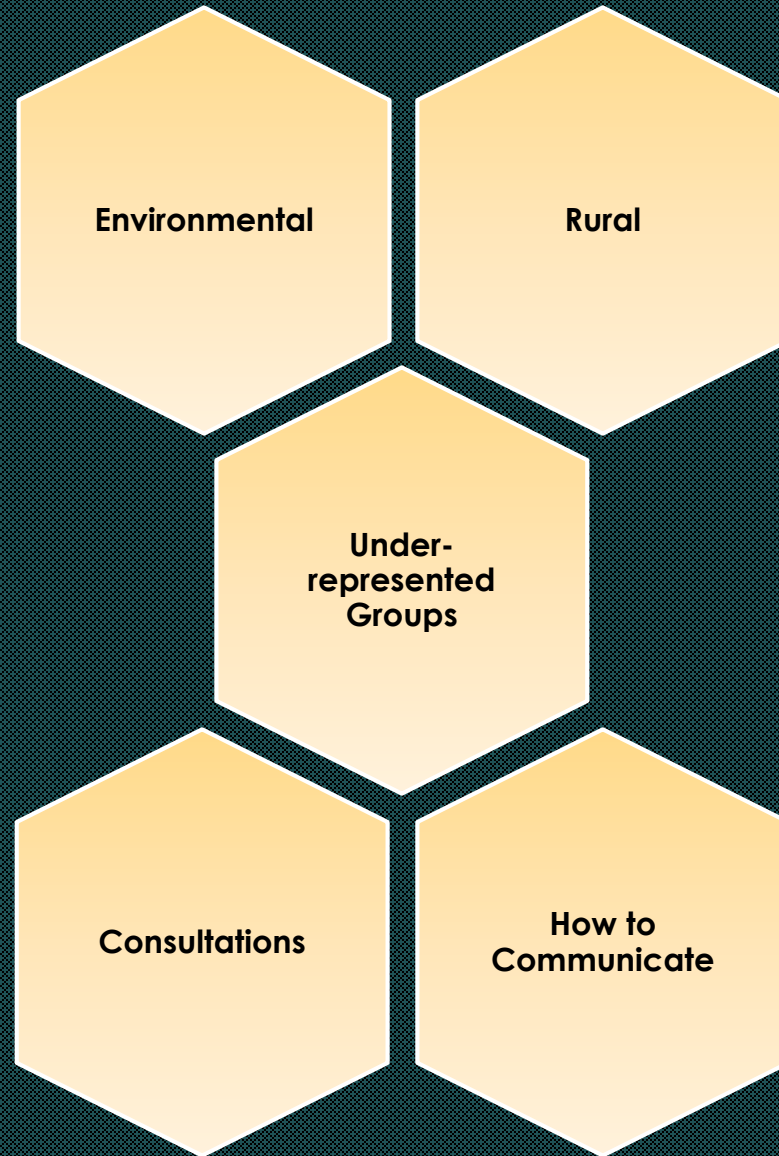 Environmental
Rural
Under-
represented
Groups
Consultations
How to
Communicate